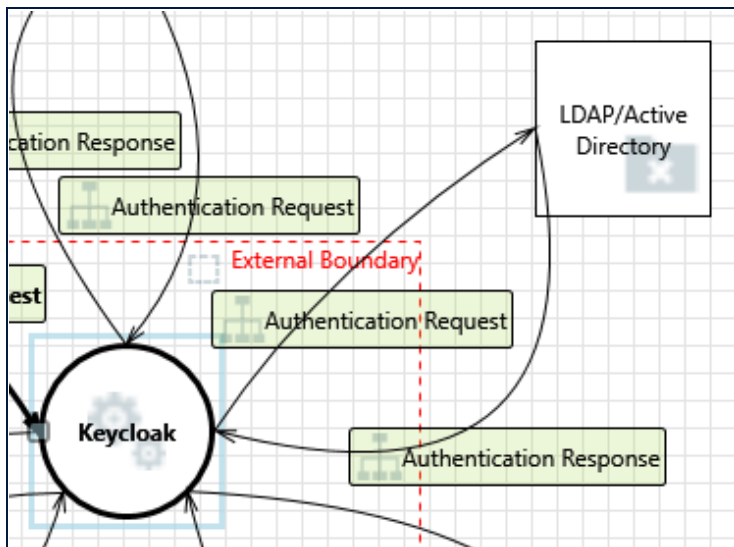 LDAP/Active
Directory
cation Response
Authentication Request
External Boundary
est
Authentication Request
Keycloak
Authentication Response